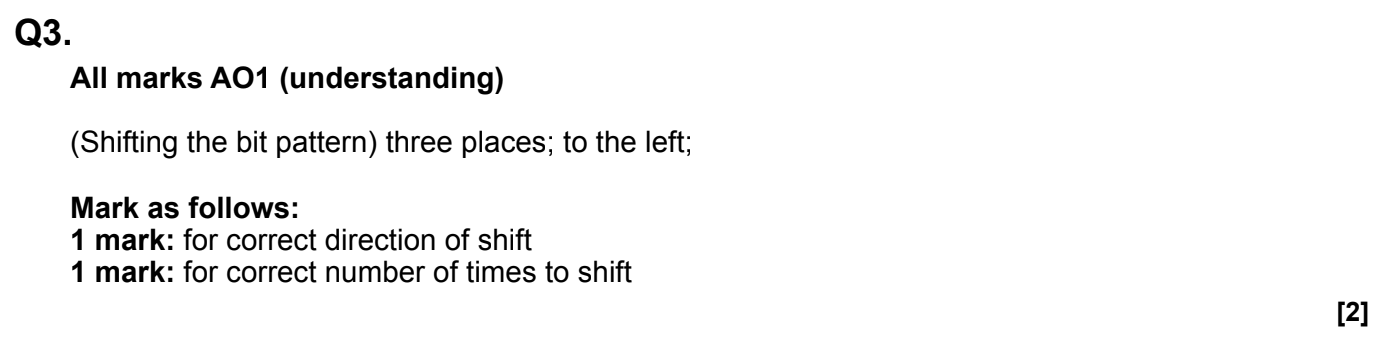 Q3.
All marks AO1 (understanding)
(Shifting the bit pattern) three places; to the left;
Mark as follows:
1 mark: for correct direction of shift
1 mark: for correct number of times to shift
[2]